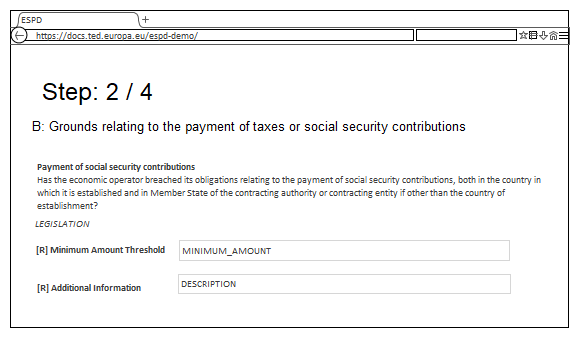 ESPD
https://docs.ted.europa.eu/espd-demo/
Step: 2 / 4
B: Grounds relating to the payment of taxes or social security contributions
Payment of social security contributions
Has the economic operator breached its obligations relating to the payment of social security contributions, both in the country in
which it is established and in Member State of the contracting authority or contracting entity if other than the country of
establishment?
LEGISLATION
[R] Minimum Amount Threshold MINIMUM_AMOUNT
[R] Additional Information DESCRIPTION